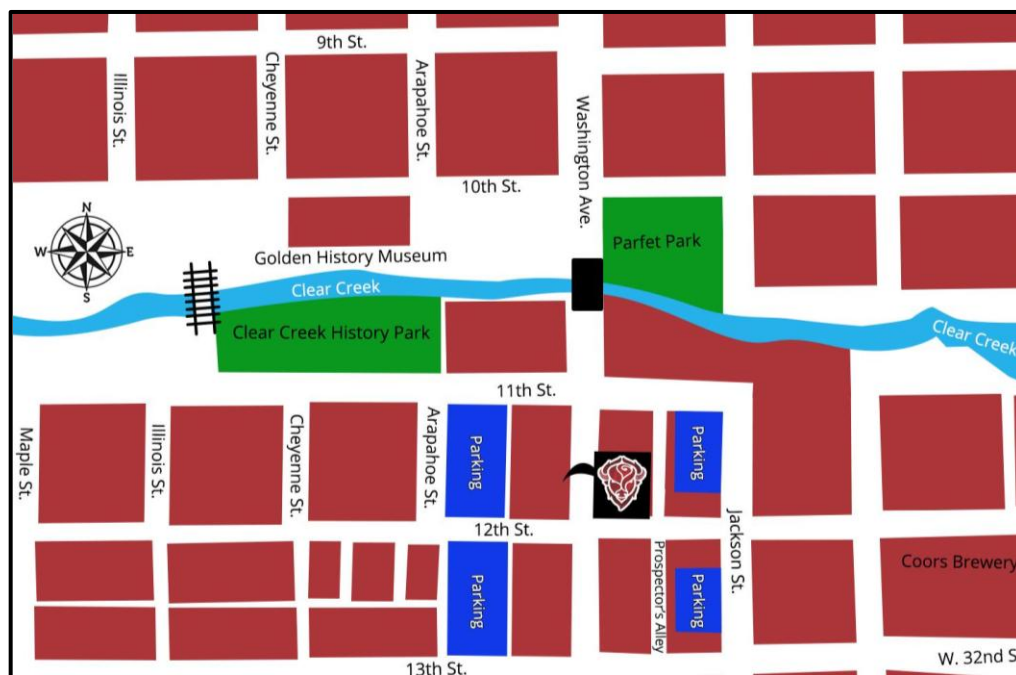 9th St.
Illinois St.
Cheyenne St.
Arapahoe St.
Washington Ave.
10th St.
N
W
E
S
Parfet Park
Golden History Museum
Clear Creek
Clear Creek
Clear Creek History Park
11th St.
Maple St.
Illinois St.
Cheyenne St.
Arapahoe St.
Parking
Parking
12th St.
Jackson St.
Parking
Prospector's Alley
Parking
Coors Brewery
13th St.
W. 32nd S